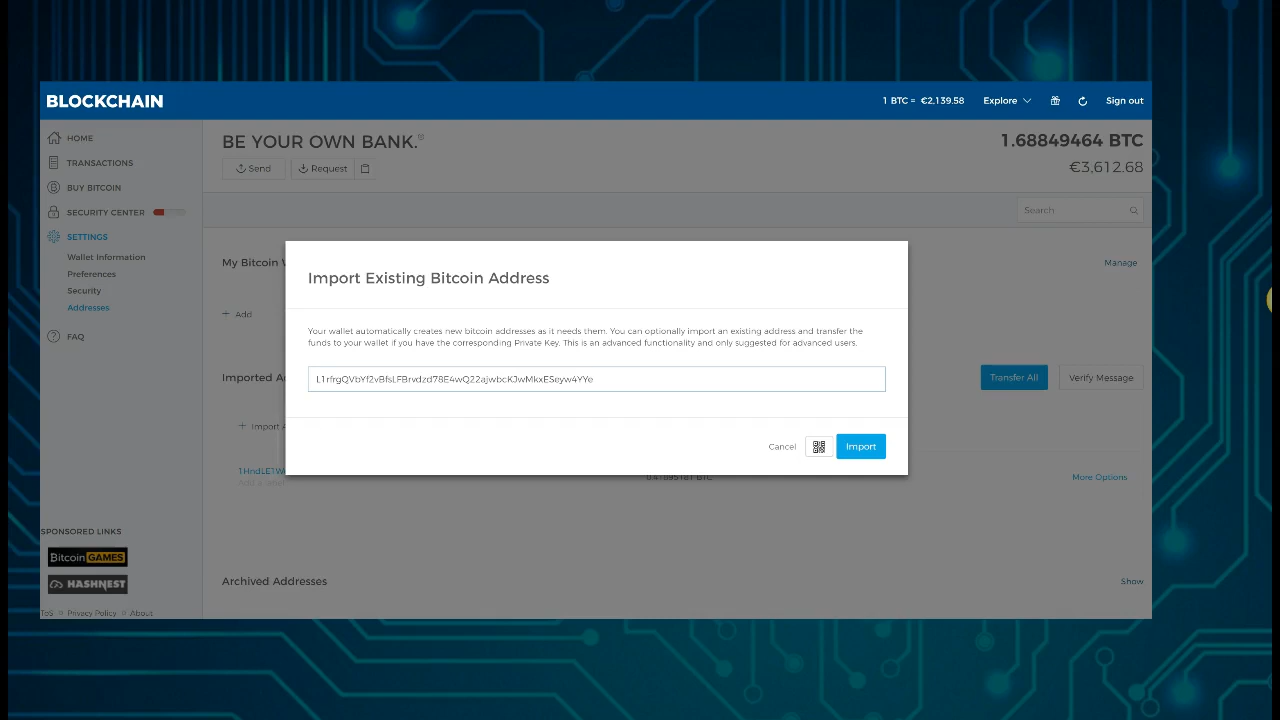 BLOCKCHAIN
1 BTC = €2,139.58 Explore Sign out
HOME
TRANSACTIONS
BUY BITCOIN
SECURITY CENTER
SETTINGS
Wallet Information
Preferences
Security
Addresses
FAQ
BE YOUR OWN BANK.
1.68849464 BTC
€3,612.68
Send Request
Search
My Bitcoin
Manage
+ Add
Transfer All Verify Message
+ Import
More Options
Import Existing Bitcoin Address
Your wallet automatically creates new bitcoin addresses as it needs them. You can optionally import an existing address and transfer the
funds to your wallet if you have the corresponding Private Key. This is an advanced functionality and only suggested for advanced users.
L1rfrgQVbYf2vBfsLFBrvdzd78E4wQ22ajwbcKJwMkxESeyw4YYe
Cancel Import
SPONSORED LINKS
Bitcoin GAMES
HASHNEST
ToS Privacy Policy About
Archived Addresses
Show